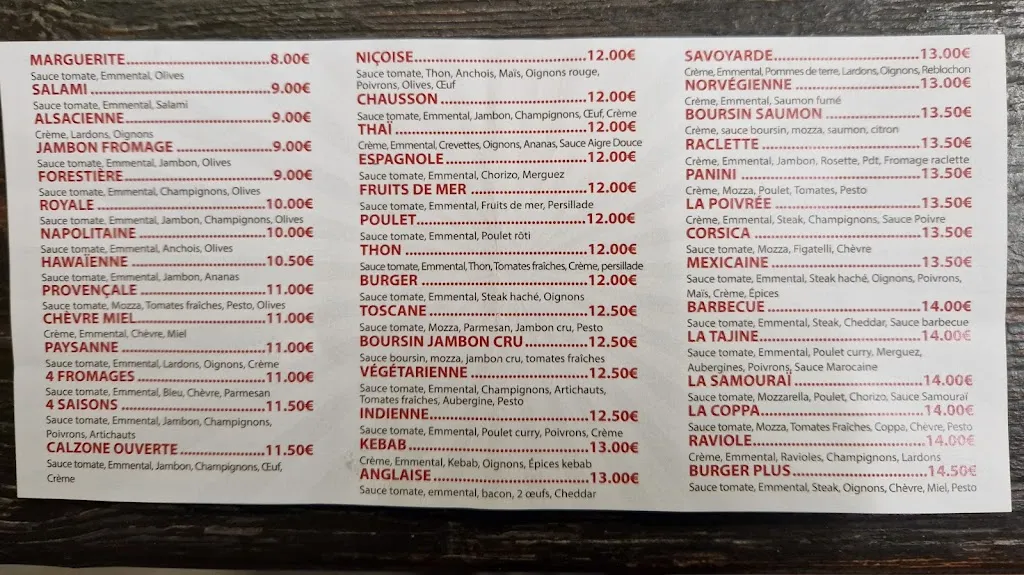 MARGUERITE 8.00€
Sauce tomate, Emmental, Olives
SALAMI 9.00€
Sauce tomate, Emmental, Salami
ALSACIENNE 9.00€
Crème, Lardons, Oignons
JAMBON FROMAGE 9.00€
Sauce tomate, Emmental, Jambon, Olives
FORESTIÈRE 9.00€
Sauce tomate, Emmental, Champignons, Olives
ROYALE 10.00€
Sauce tomate, Emmental, Jambon, Champignons, Olives
NAPOLITAINE 10.00€
Sauce tomate, Emmental, Anchois, Olives
HAWAÏENNE 10.50€
Sauce tomate, Emmental, Jambon, Ananas
PROVENÇALE 11.00€
Sauce tomate, Mozza, Tomates fraîches, Pesto, Olives
CHÈVRE MIEL 11.00€
Crème, Emmental, Chèvre, Miel
PAYSANNE 11.00€
Sauce tomate, Emmental, Lardons, Oignons, Crème
4 FROMAGES 11.00€
Sauce tomate, Emmental, Bleu, Chèvre, Parmesan
4 SAISONS 11.50€
Sauce tomate, Emmental, Jambon, Champignons,
Poivrons, Artichauts
CALZONE OUVERTE 11.50€
Sauce tomate, Emmental, Jambon, Champignons, Œuf,
Crème
NIÇOISE 12.00€
Sauce tomate, Thon, Anchois, Maïs, Oignons rouge,
Poivrons, Olives, Œuf
CHAUSSON 12.00€
Sauce tomate, Emmental, Jambon, Champignons, Œuf, Crème
THAÏ 12.00€
Crème, Emmental, Crevettes, Oignons, Ananas, Sauce Aigre Douce
ESPAGNOLE 12.00€
Sauce tomate, Emmental, Chorizo, Merguez
FRUITS DE MER 12.00€
Sauce tomate, Emmental, Fruits de mer, Persillade
POULET 12.00€
Sauce tomate, Emmental, Poulet rôti
THON 12.00€
Sauce tomate, Emmental, Thon, Tomates fraîches, Crème, persillade
BURGER 12.00€
Sauce tomate, Emmental, Steak haché, Oignons
TOSCANE 12.50€
Sauce tomate, Mozza, Parmesan, Jambon cru, Pesto
BOURSIN JAMBON CRU 12.50€
Sauce boursin, mozza, jambon cru, tomates fraîches
VÉGÉTARIENNE 12.50€
Sauce tomate, Emmental, Champignons, Artichauts,
Tomates fraîches, Aubergine, Pesto
INDIENNE 12.50€
Sauce tomate, Emmental, Poulet curry, Poivrons, Crème
KEBAB 13.00€
Crème, Emmental, Kebab, Oignons, Épices kebab
ANGLAISE 13.00€
Sauce tomate, emmental, bacon, 2 œufs, Cheddar
SAVOYARDE 13.00€
Crème, Emmental, Pommes de terre, Lardons, Oignons, Reblochon
NORVÉGIENNE 13.00€
Crème, Emmental, Saumon fumé
BOURSIN SAUMON 13.50€
Crème, sauce boursin, mozza, saumon, citron
RACLETTE 13.50€
Crème, Emmental, Jambon, Rosette, Pdt, Fromage raclette
PANINI 13.50€
Crème, Mozza, Poulet, Tomates, Pesto
LA POIVRÉE 13.50€
Crème, Emmental, Steak, Champignons, Sauce Poivre
CORSICA 13.50€
Sauce tomate, Mozza, Figatelli, Chèvre
MEXICAINE 13.50€
Sauce tomate, Emmental, Steak haché, Oignons, Poivrons,
Maïs, Crème, Épices
BARBECUE 14.00€
Sauce tomate, Emmental, Steak, Cheddar, Sauce barbecue
LA TAJINE 14.00€
Sauce tomate, Emmental, Poulet curry, Merguez,
Aubergines, Poivrons, Sauce Marocaine
LA SAMOURAÏ 14.00€
Sauce tomate, Mozzarella, Poulet, Chorizo, Sauce Samouraï
LA COPPA 14.00€
Sauce tomate, Mozza, Tomates Fraîches, Coppa, Chèvre, Pesto
RAVIOLE 14.00€
Crème, Emmental, Ravioles, Champignons, Lardons
BURGER PLUS 14.50€
Sauce tomate, Emmental, Steak, Oignons, Chèvre, Miel, Pesto